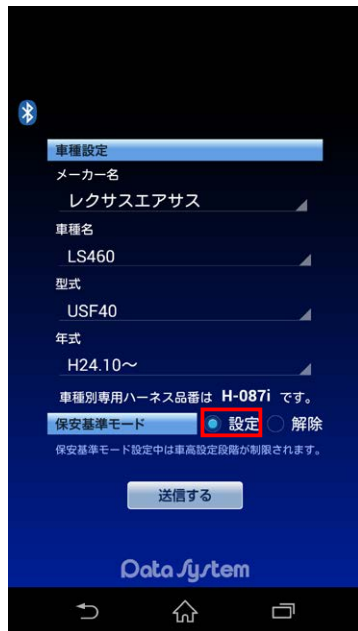 車種設定
メーカー名
レクサスエアサス
車種名
LS460
型式
USF40
年式
H24.10～
車種別専用ハーネス品番は H-087i です。
保安基準モード 設定 解除
保安基準モード設定中は車高設定段階が制限されます。
送信する
Data System